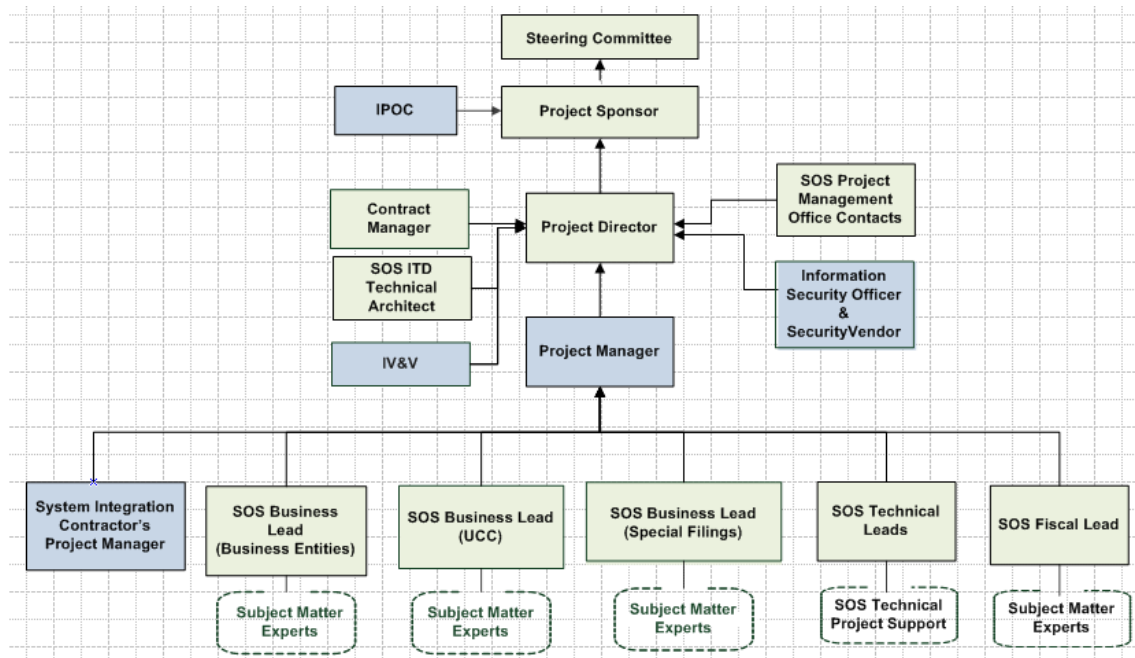 Steering Committee
IPOC
Project Sponsor
Contract
Manager
Project Director
SOS Project
Management
Office Contacts
SOS ITD
Technical
Architect
Information
Security Officer
&
SecurityVendor
IV&V
Project Manager
System Integration
Contractor's
Project Manager
SOS Business
Lead
(Business Entities)
SOS Business Lead
(UCC)
SOS Business Lead
(Special Filings)
SOS Technical
Leads
SOS Fiscal Lead
Subject Matter
Experts
Subject Matter
Experts
Subject Matter
Experts
SOS Technical
Project Support
Subject Matter
Experts